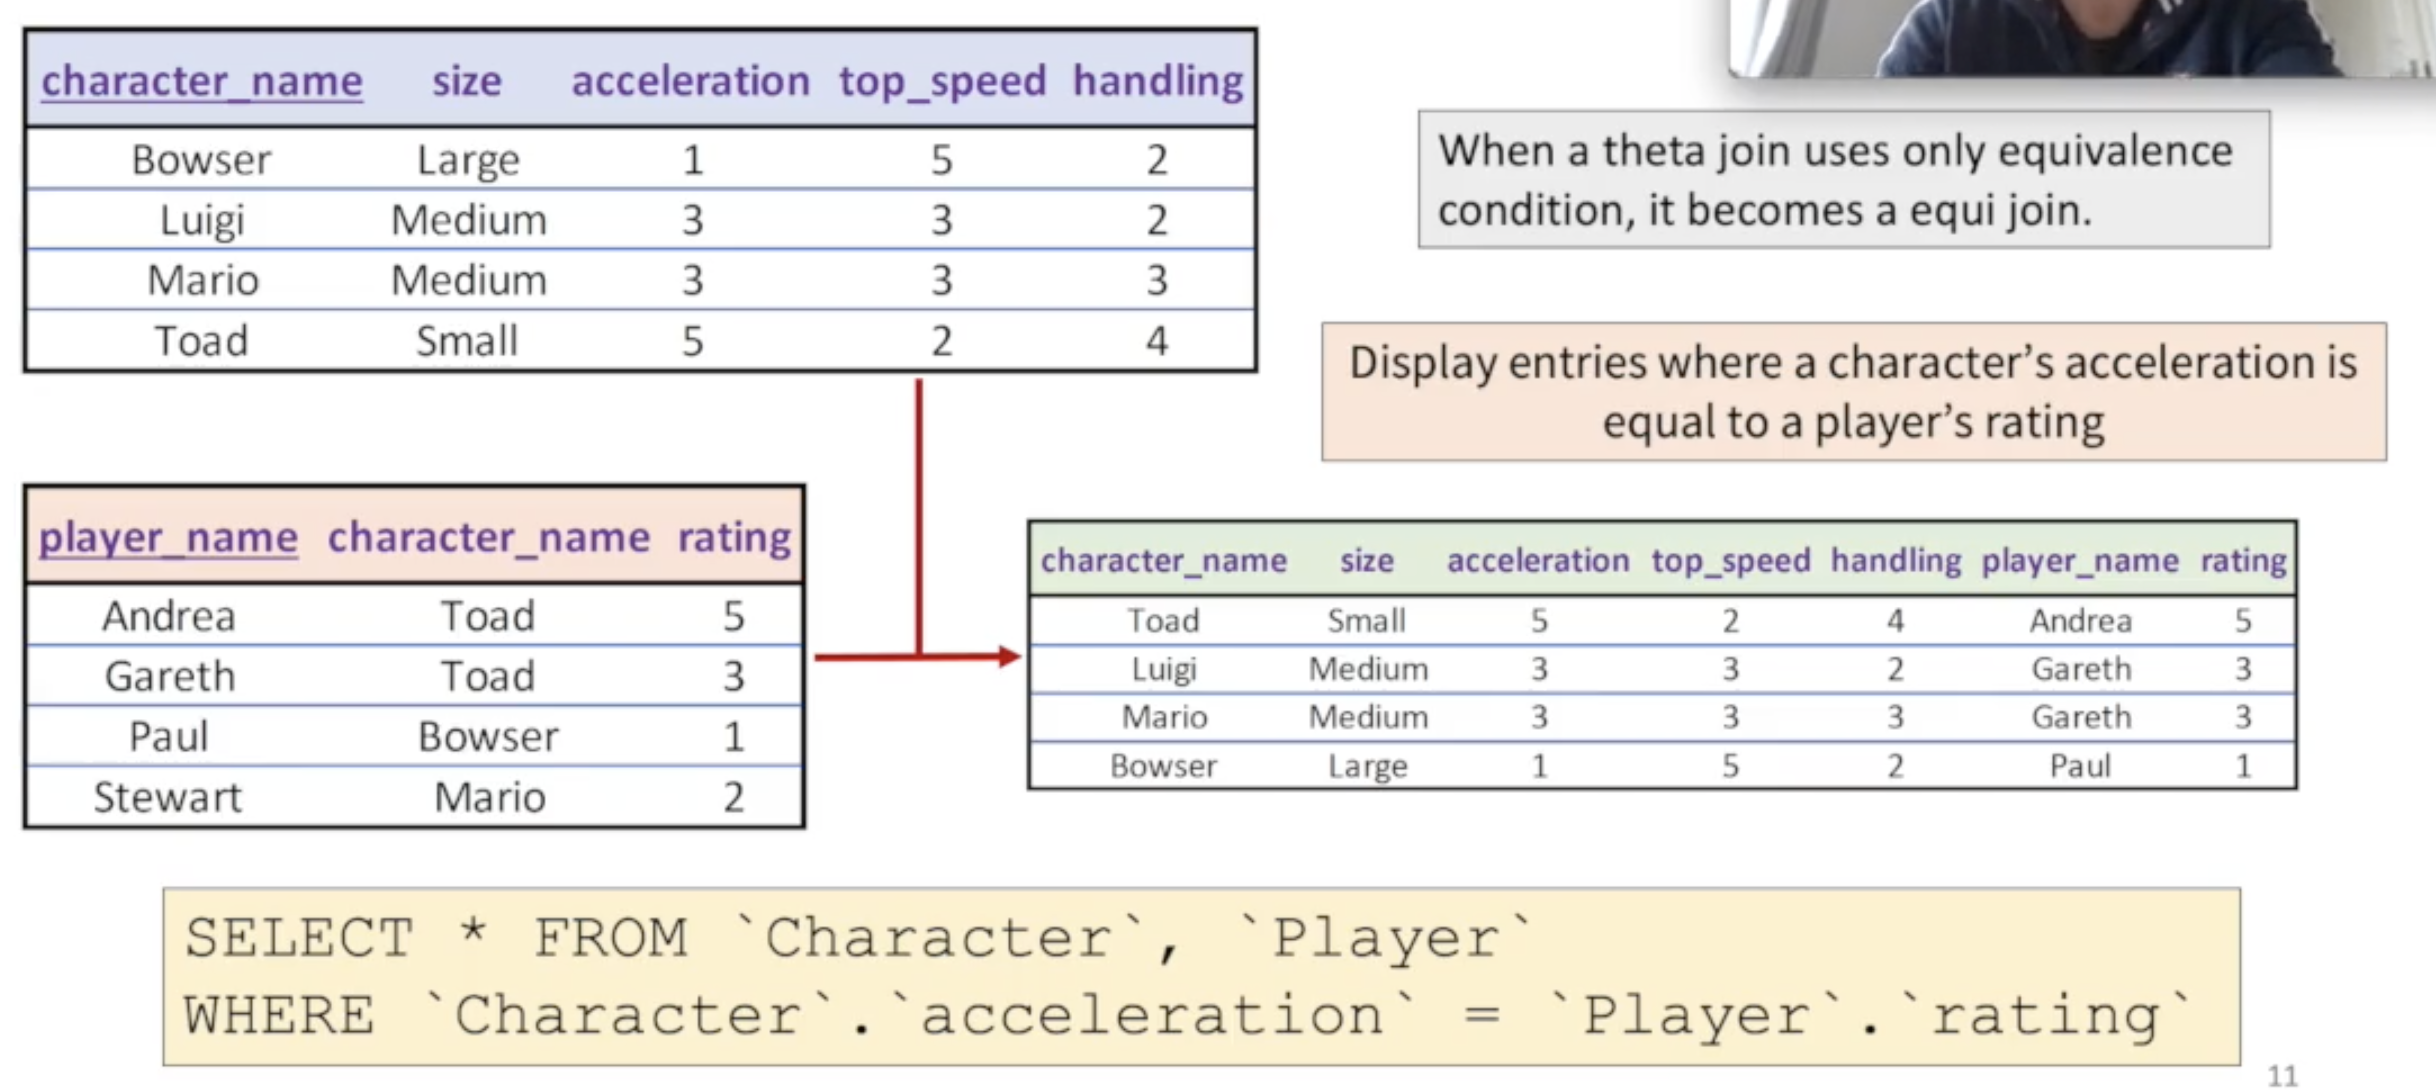 character_name size acceleration top_speed handling
Bowser Large 1 5 2
Luigi Medium 3 3 2
Mario Medium 3 3 3
Toad Small 5 2 4
When a theta join uses only equivalence
condition, it becomes a equi join.
Display entries where a character’s acceleration is
equal to a player’s rating
player_name character_name rating
Andrea Toad 5
Gareth Toad 3
Paul Bowser 1
Stewart Mario 2
character_name size acceleration top_speed handling player_name rating
Toad Small 5 2 4 Andrea 5
Luigi Medium 3 3 2 Gareth 3
Mario Medium 3 3 3 Gareth 3
Bowser Large 1 5 2 Paul 1
SELECT * FROM `Character`, `Player`
WHERE `Character`.`acceleration` = `Player`.`rating`
11